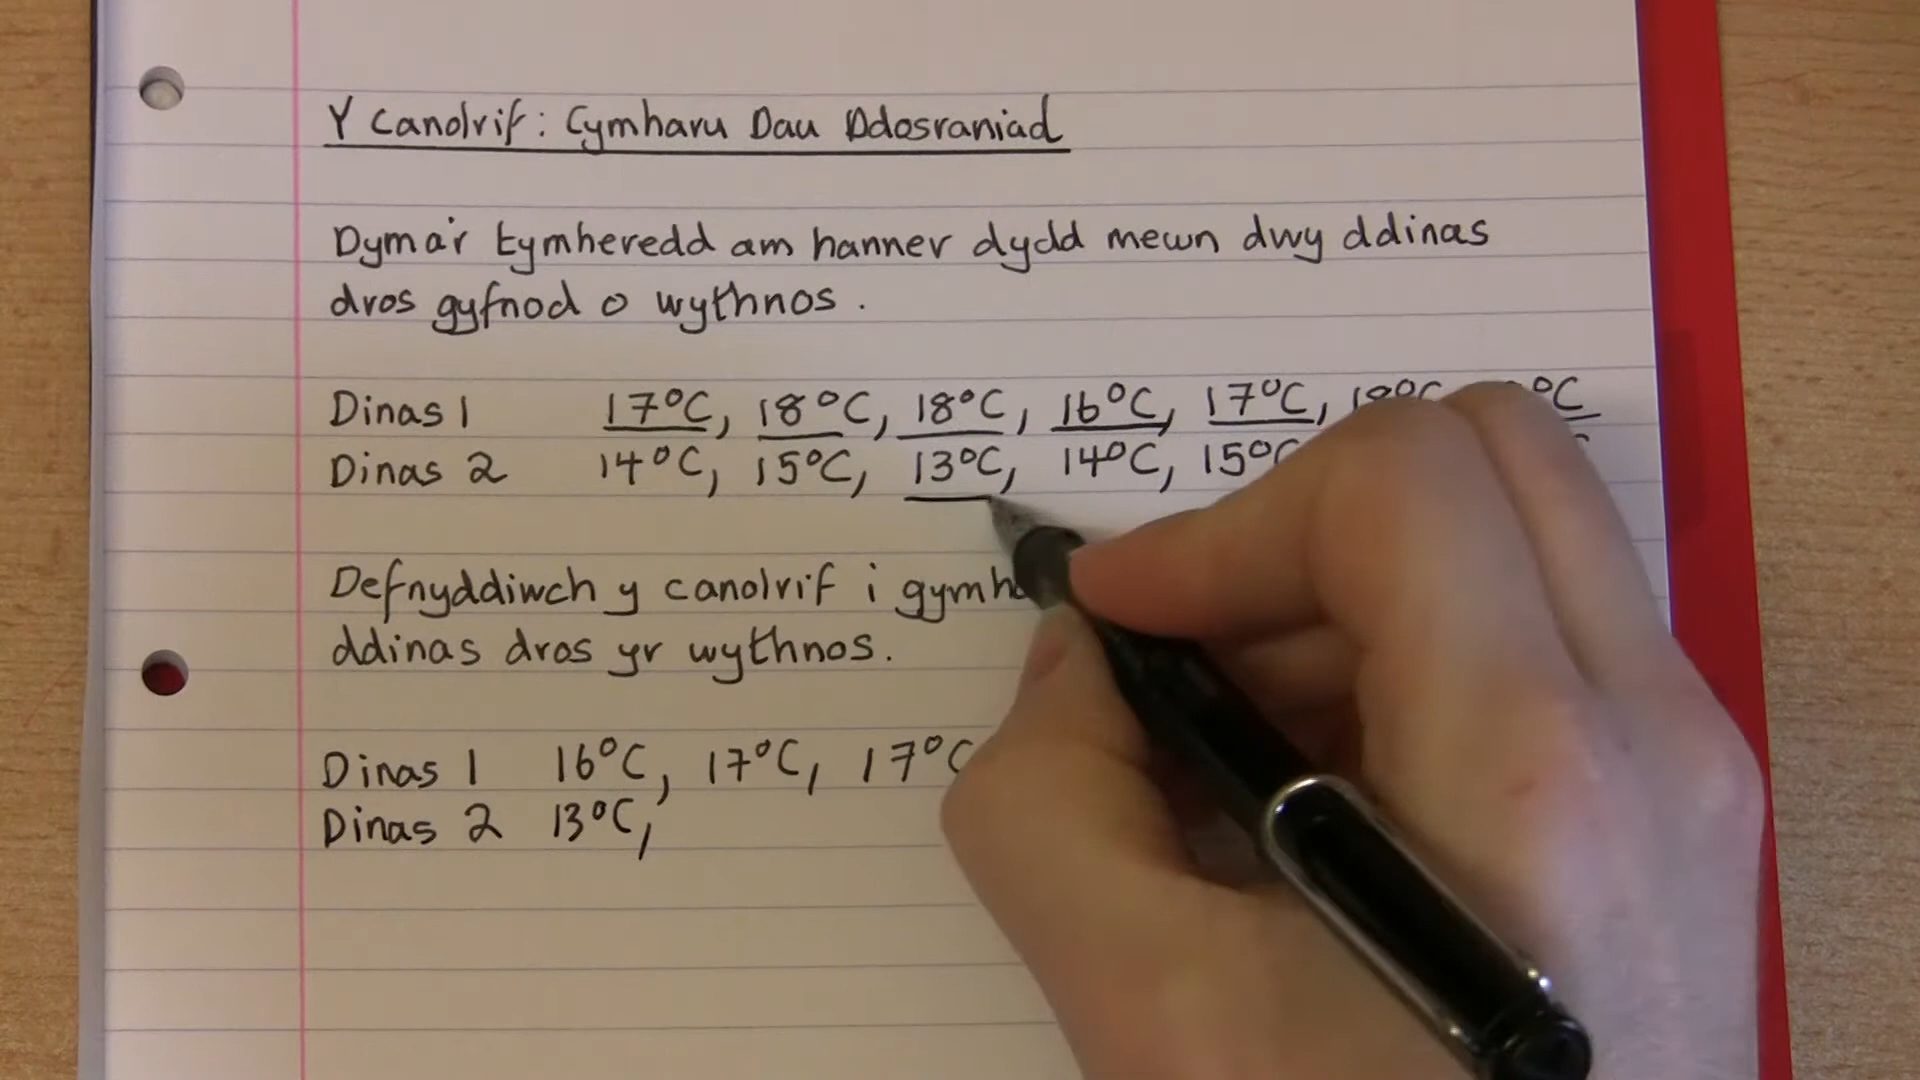 Y Canolrif: Cymharu Dau Ddosraniad
Dyma'r tymheredd am hanner dydd mewn dwy ddinas
dros gyfnod o wythnos.
Dinas 1 17°C, 18°C, 18°C, 16°C, 17°C,
Dinas 2 14°C, 15°C, 13°C, 14°C, 15°C
Defnyddiwch y canolrif i
ddinas dros yr wythnos.
Dinas 1 16°C, 17°C, 17°C
Dinas 2 13°C,